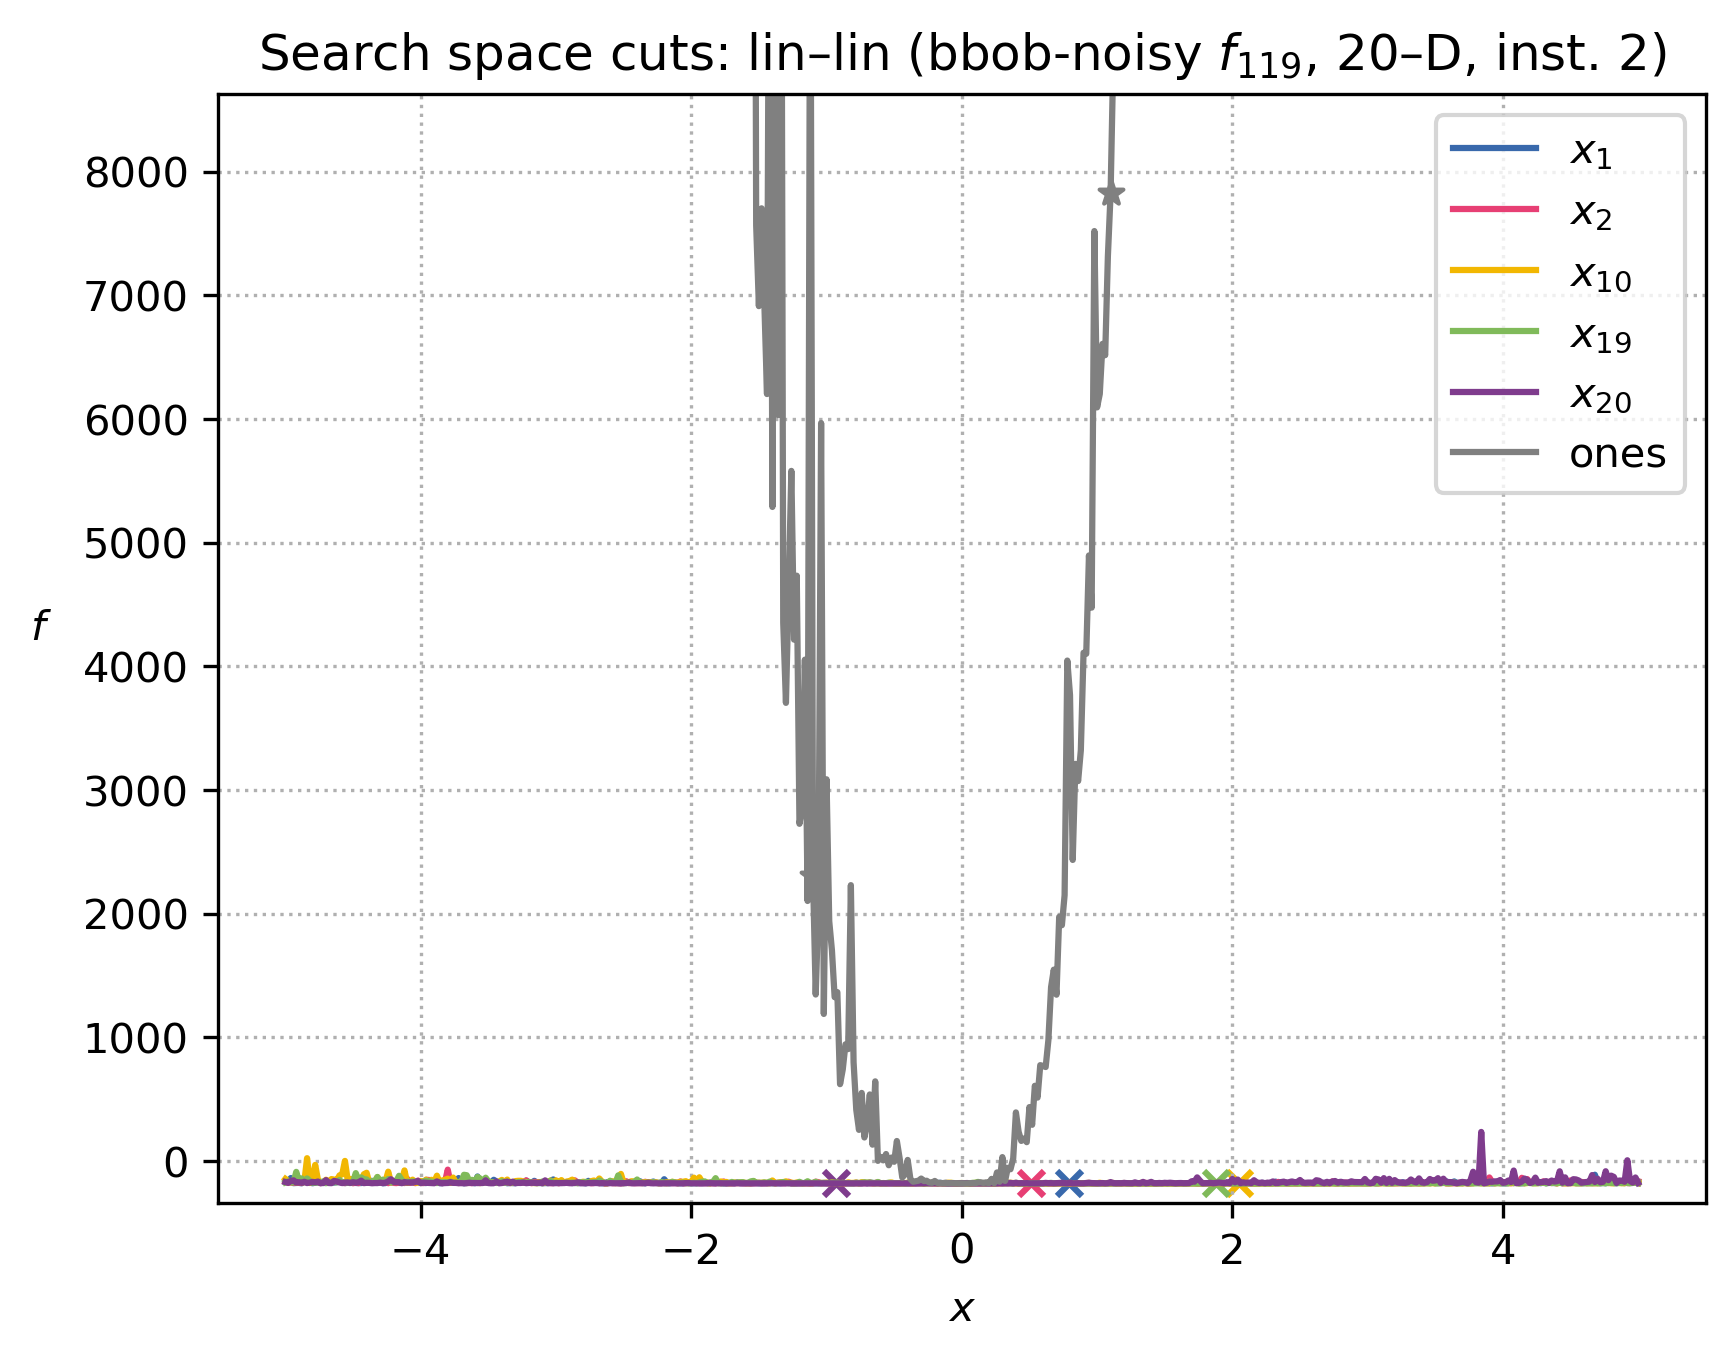 Search space cuts: lin–lin (bbob-noisy f₁₁₉, 20–D, inst. 2)
8000
7000
6000
5000
4000
3000
2000
1000
0
f
−4
−2
0
2
4
x
x₁
x₂
x₁₀
x₁₉
x₂₀
ones